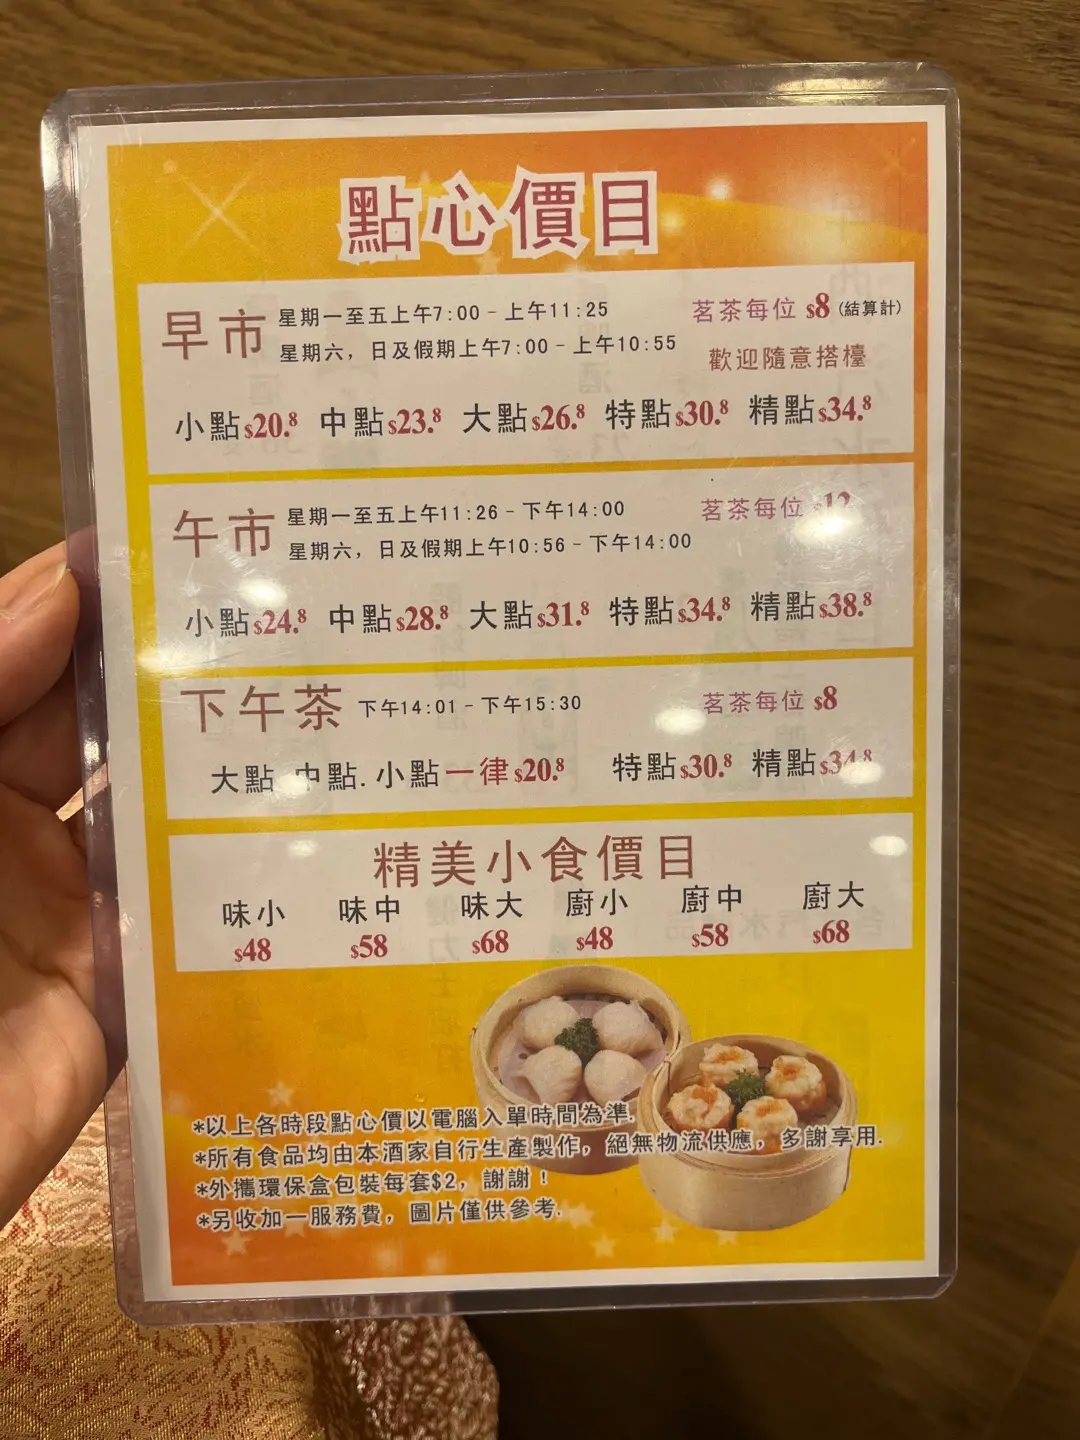 點心價目
早市 星期一至五上午7:00-上午11:25 茗茶每位 $8 (結算計)
星期六，日及假期上午7:00-上午10:55 歡迎隨意搭檯
小點$20.8 中點$23.8 大點$26.8 特點$30.8 精點$34.8
午市 星期一至五上午11:26-下午14:00 茗茶每位 $12
星期六，日及假期上午10:56-下午14:00
小點$24.8 中點$28.8 大點$31.8 特點$34.8 精點$38.8
下午茶 下午14:01-下午15:30 茗茶每位 $8
大點 中點.小點一律$20.8 特點$30.8 精點$34.8
精美小食價目
味小 味中 味大 廚小 廚中 廚大
$48 $58 $68 $48 $58 $68
*以上各時段點心價以電腦入單時間為準.
*所有食品均由本酒家自行生產製作，絕無物流供應，多謝享用.
*外攜環保盒包裝每套$2，謝謝！
*另收加一服務費，圖片僅供參考.